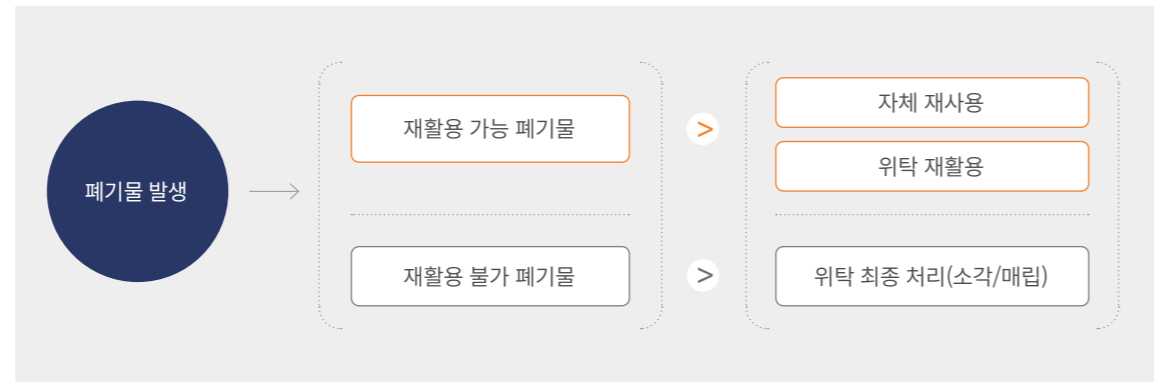 폐기물 발생
재활용 가능 폐기물
>
자체 재사용
위탁 재활용
재활용 불가 폐기물
>
위탁 최종 처리(소각/매립)